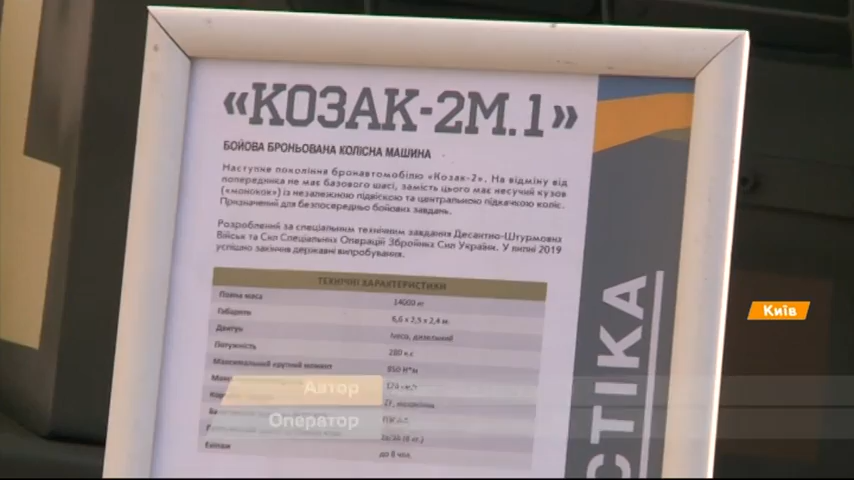 «КОЗАК-2М.1»
БОЙОВА БРОНЬОВАНА КОЛІСНА МАШИНА
Наступне покоління бронавтомобілю «Козак-2». На відміну від
попередника не має базового шасі, замість цього має несучий кузов
(«монокок») із незалежною підвіскою та центральною підкачкою коліс.
Призначений для безпосередньо бойових завдань.
Розроблений за спеціальним технічним завдання Десантно-Штурмових
Військ та Сил Спеціальних Операцій Збройних Сил України. У липні 2019
успішно закінчив державні випробування.
ТЕХНІЧНІ ХАРАКТЕРИСТИКИ
Повна маса 14000 кг
Габарити 6,6 х 2,5 х 2,4 м.
Двигун Iveco, дизельний
Потужність 280 к.с
Максимальний крутний момент 850 Н*м
Екіпаж до 8 чол.
СТІКА
Київ
Автор
Оператор